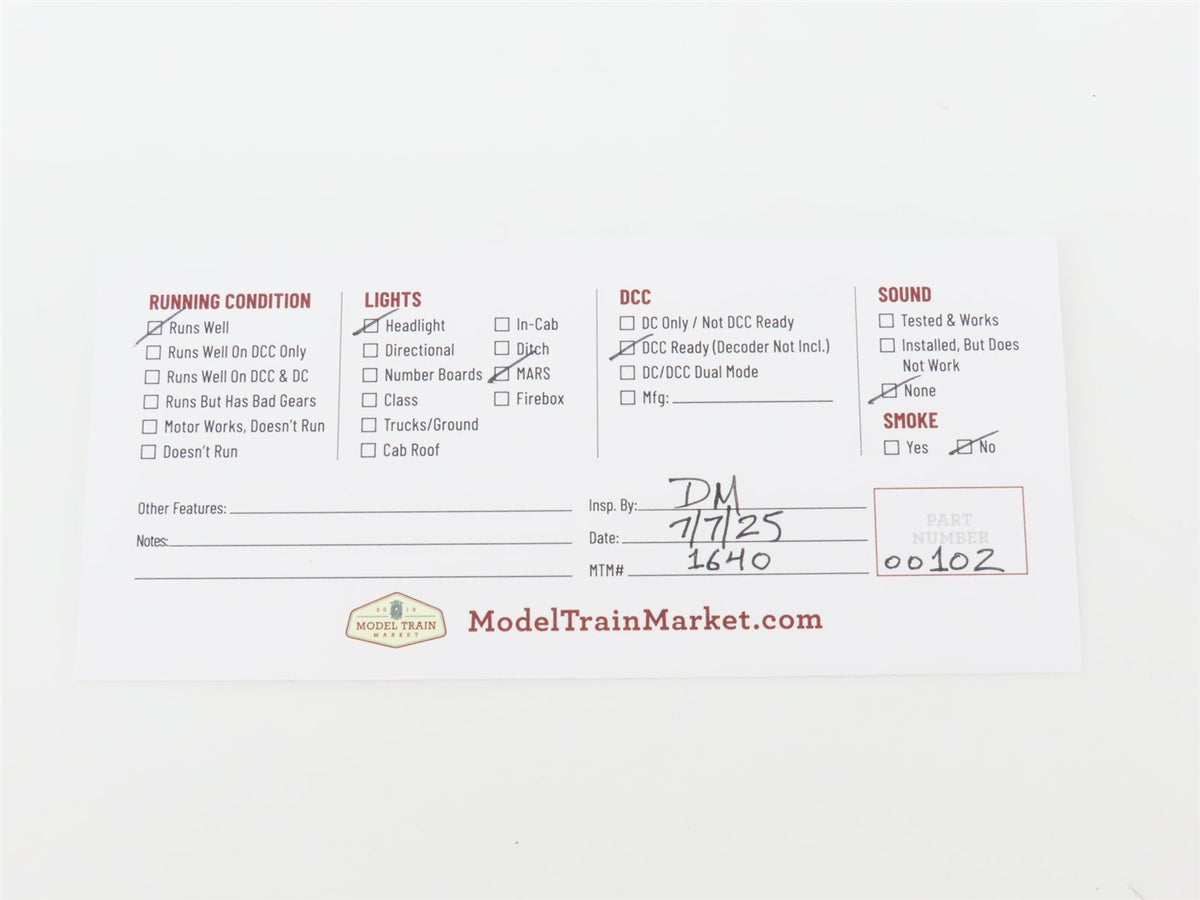 RUNNING CONDITION
Runs Well
Runs Well On DCC Only
Runs Well On DCC & DC
Runs But Has Bad Gears
Motor Works, Doesn't Run
Doesn't Run
LIGHTS
Headlight
Directional
Number Boards
Class
Trucks/Ground
Cab Roof
In-Cab
Ditch
MARS
Firebox
DCC
DC Only / Not DCC Ready
DCC Ready (Decoder Not Incl.)
DC/DCC Dual Mode
Mfg:
SOUND
Tested & Works
Installed, But Does
Not Work
None
SMOKE
Yes No
Other Features:
Notes:
Insp. By: DM
Date: 7/7/25
MTM# 1640
PART
NUMBER
00102
2015
MODEL TRAIN
MARKET
ModelTrainMarket.com